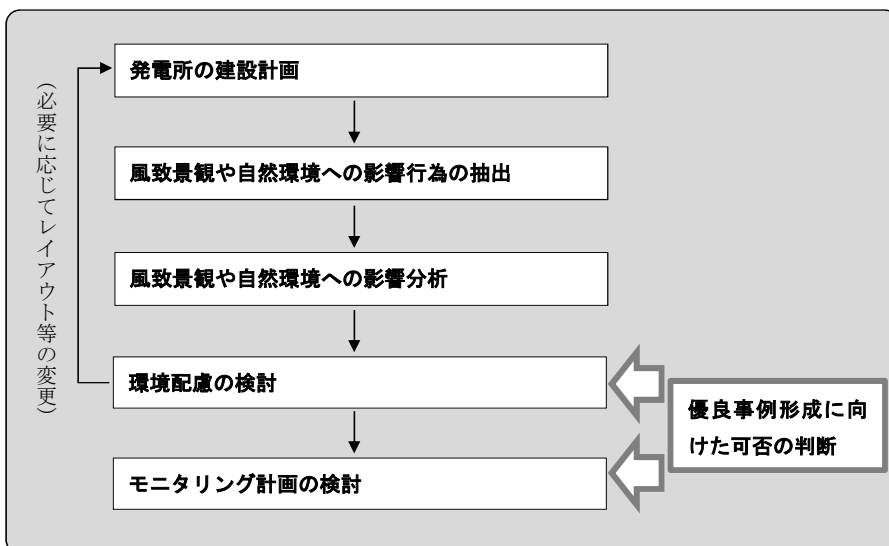 発電所の建設計画
（必要に応じてレイアウト等の変更）
風致景観や自然環境への影響行為の抽出
風致景観や自然環境への影響分析
環境配慮の検討
優良事例形成に向
けた可否の判断
モニタリング計画の検討